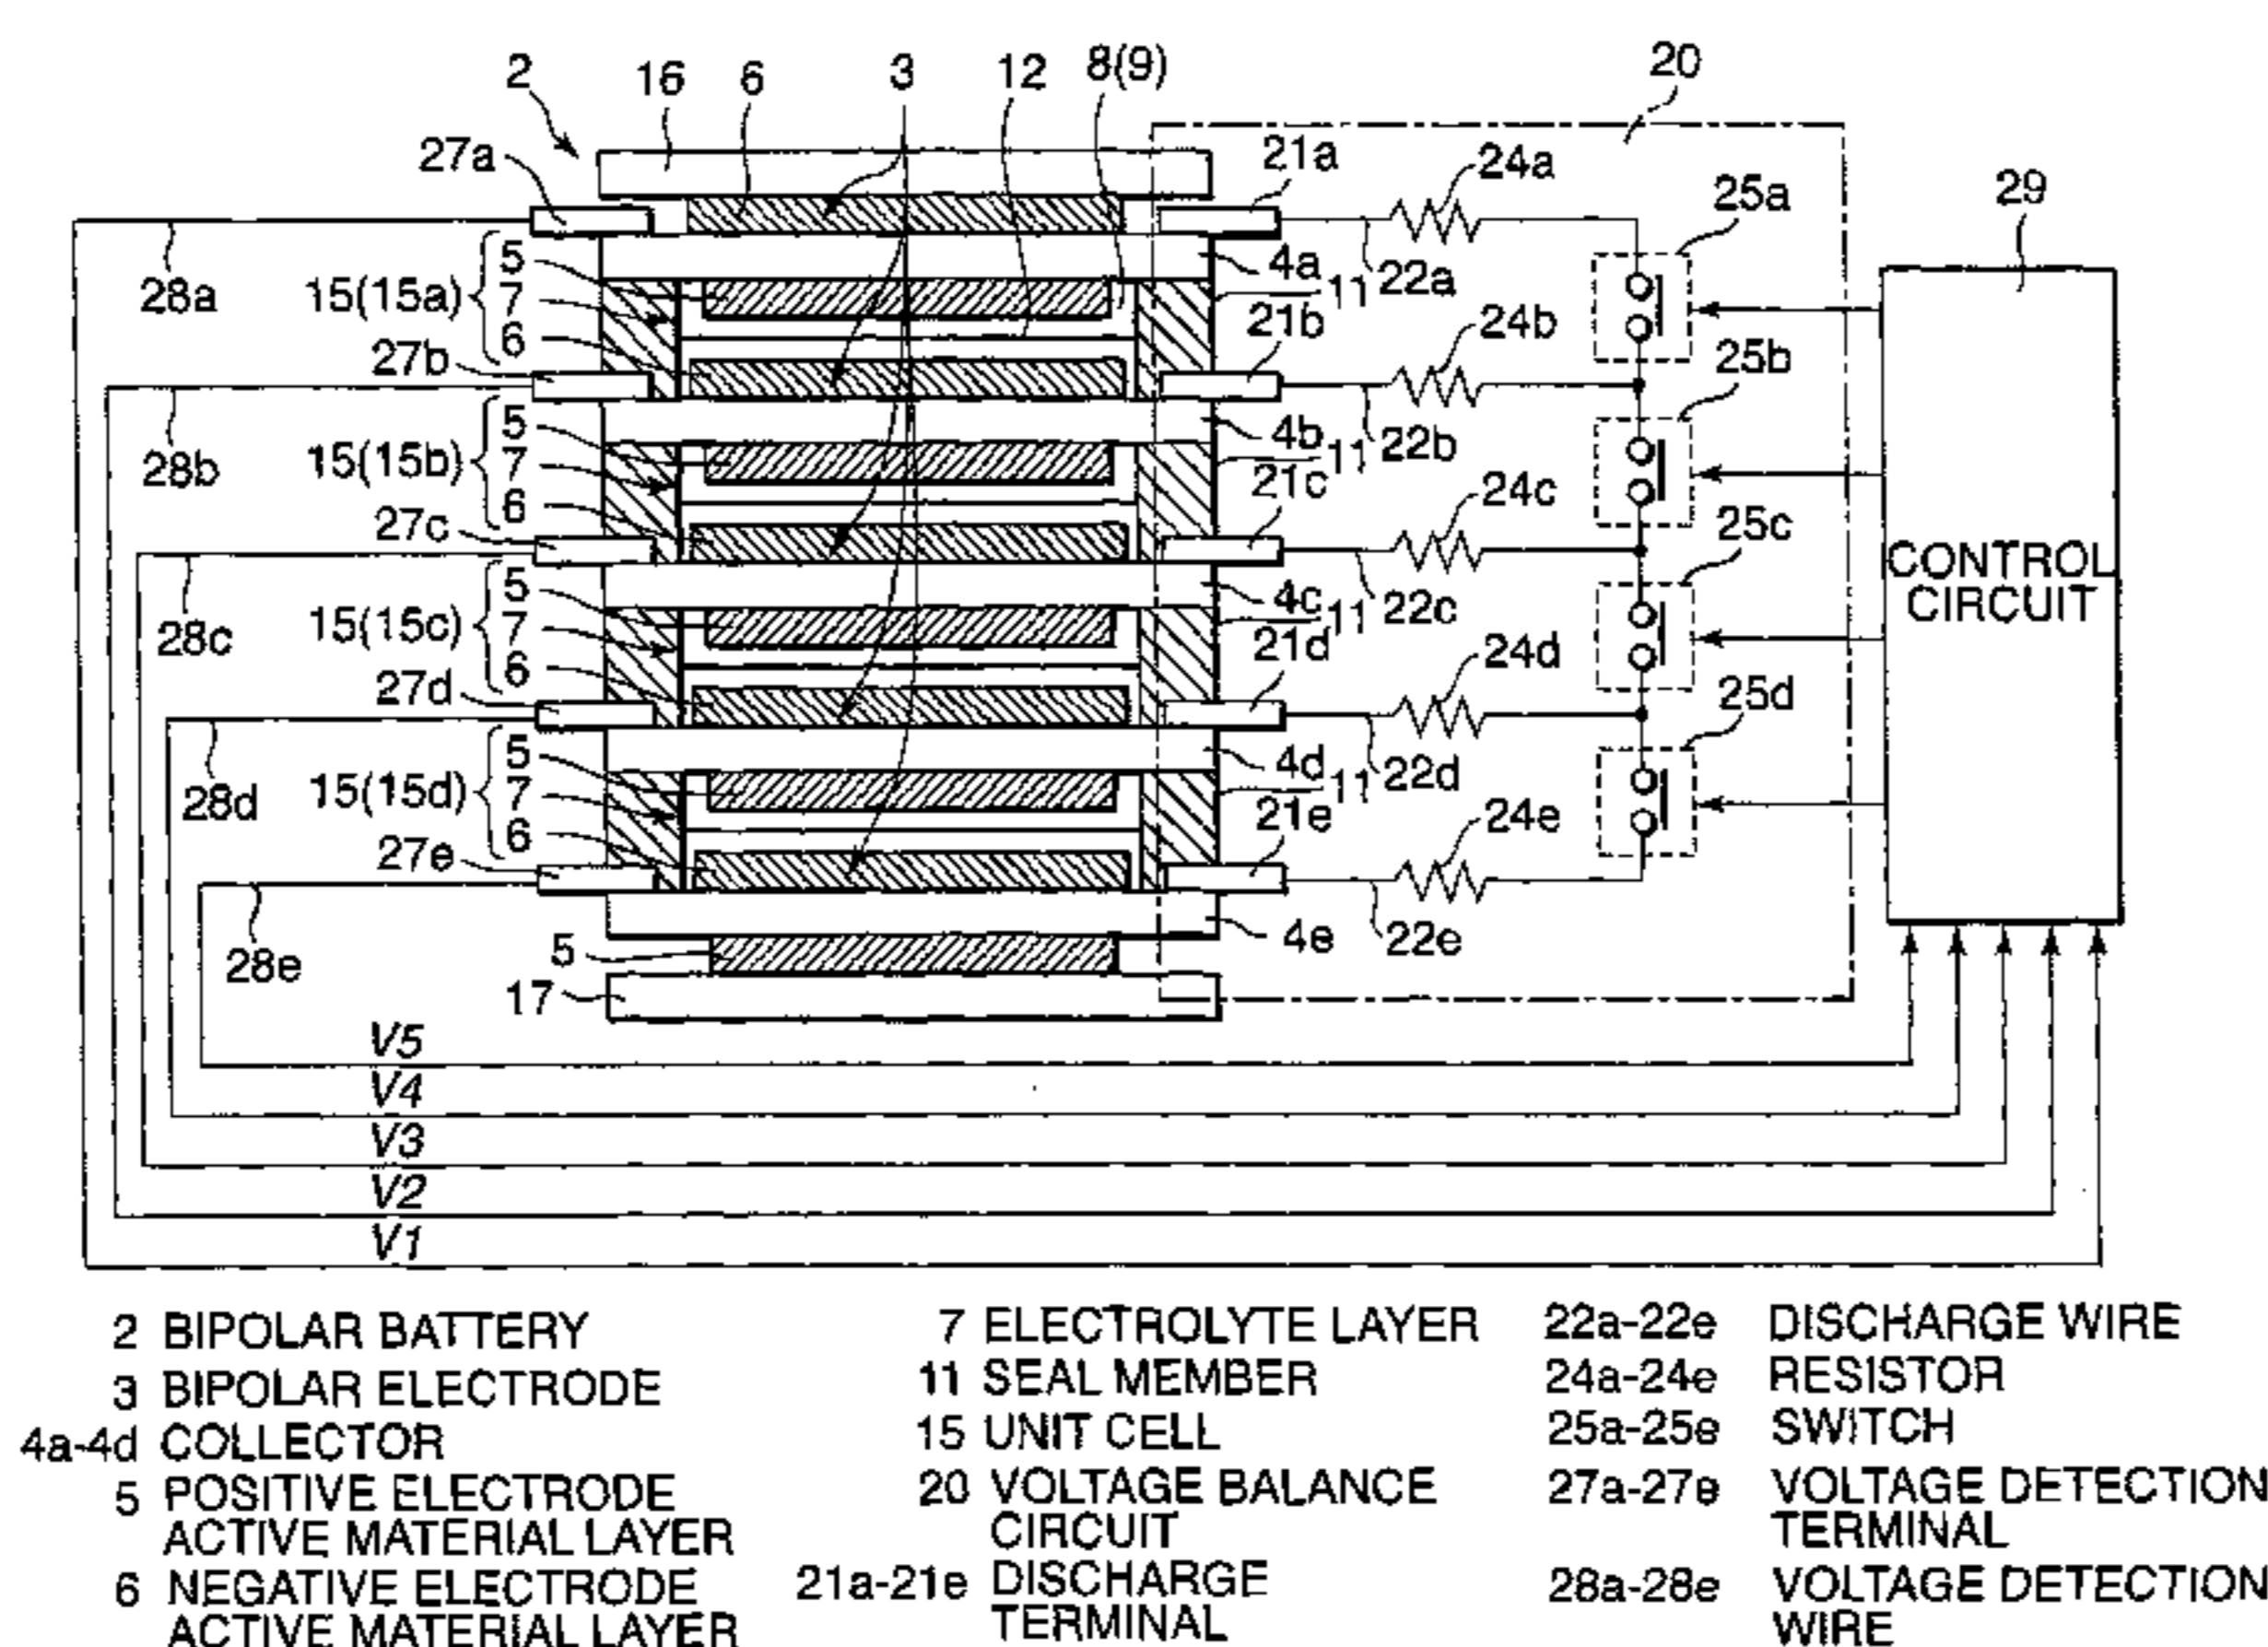 2
16
6
3
12
8(9)
20
27a
21a
24a
25a
29
28a
15(15a)
5
7
6
4a
22a
11
21b
24b
25b
27b
28b
15(15b)
5
7
6
4b
22b
11
21c
24c
25c
27c
28c
15(15c)
5
7
6
4c
22c
11
21d
24d
25d
27d
28d
15(15d)
5
7
6
4d
22d
11
21e
24e
27e
28e
4e
22e
5
17
CONTROL
CIRCUIT
V5
V4
V3
V2
V1
2 BIPOLAR BATTERY
3 BIPOLAR ELECTRODE
4a-4d COLLECTOR
5 POSITIVE ELECTRODE
ACTIVE MATERIAL LAYER
6 NEGATIVE ELECTRODE
ACTIVE MATERIAL LAYER
7 ELECTROLYTE LAYER
11 SEAL MEMBER
15 UNIT CELL
20 VOLTAGE BALANCE
CIRCUIT
21a-21e DISCHARGE
TERMINAL
22a-22e DISCHARGE WIRE
24a-24e RESISTOR
25a-25e SWITCH
27a-27e VOLTAGE DETECTION
TERMINAL
28a-28e VOLTAGE DETECTION
WIRE